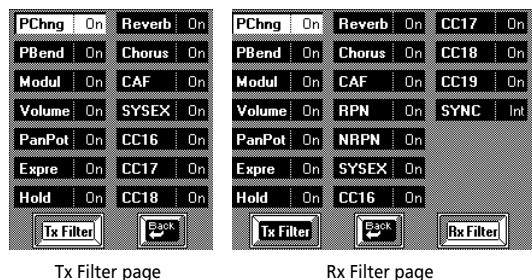 PChng On Reverb On
PBend On Chorus On
Modul On CAF On
Volume On SYSEX On
PanPot On CC16 On
Expre On CC17 On
Hold On CC18 On
Tx Filter Back
Tx Filter page
PChng On Reverb On CC17 On
PBend On Chorus On CC18 On
Modul On CAF On CC19 On
Volume On RPN On SYNC Int
PanPot On NRPN On
Expre On SYSEX On
Hold On CC16 On
Tx Filter Back Rx Filter
Rx Filter page